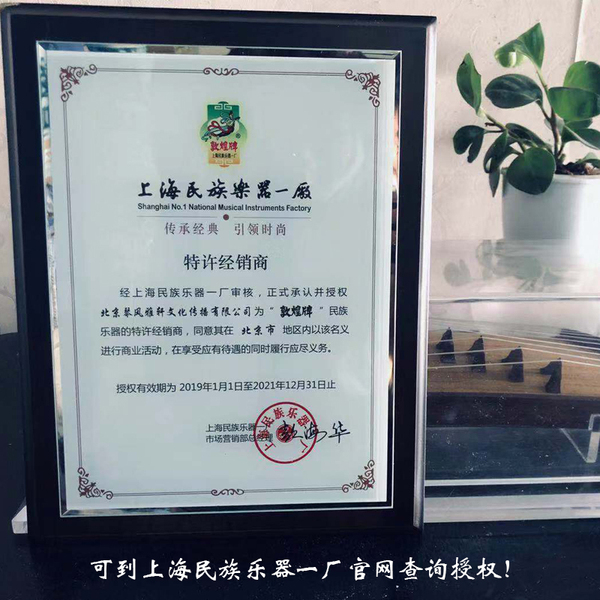 敦煌牌
上海民族樂器一廠
Shanghai No.1 National Musical Instruments Factory
传承经典 引领时尚
特许经销商
经上海民族乐器一厂审核，正式承认并授权
北京琴风雅轩文化传播有限公司为“敦煌牌”民族
乐器的特许经销商，同意其在 北京市 地区内以该名义
进行商业活动，在享受应有待遇的同时履行应尽义务。
授权有效期为 2019年1月1日至2021年12月31日止
上海民族乐器一
市场营销部总经理
上海民族乐器一厂
可到上海民族乐器一厂官网查询授权!